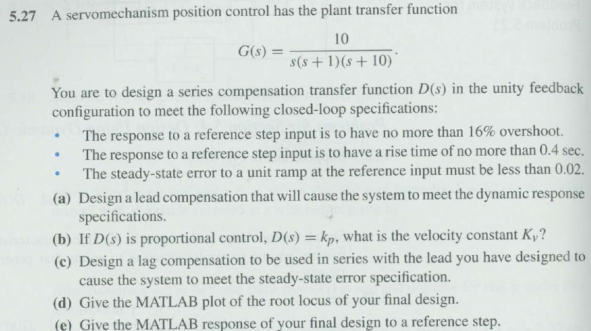 5.27 A servomechanism position control has the plant transfer function
G(s) = 10 / s(s + 1)(s + 10) .
You are to design a series compensation transfer function D(s) in the unity feedback
configuration to meet the following closed-loop specifications:
• The response to a reference step input is to have no more than 16% overshoot.
• The response to a reference step input is to have a rise time of no more than 0.4 sec.
• The steady-state error to a unit ramp at the reference input must be less than 0.02.
(a) Design a lead compensation that will cause the system to meet the dynamic response
specifications.
(b) If D(s) is proportional control, D(s) = kp, what is the velocity constant Kv?
(c) Design a lag compensation to be used in series with the lead you have designed to
cause the system to meet the steady-state error specification.
(d) Give the MATLAB plot of the root locus of your final design.
(e) Give the MATLAB response of your final design to a reference step.